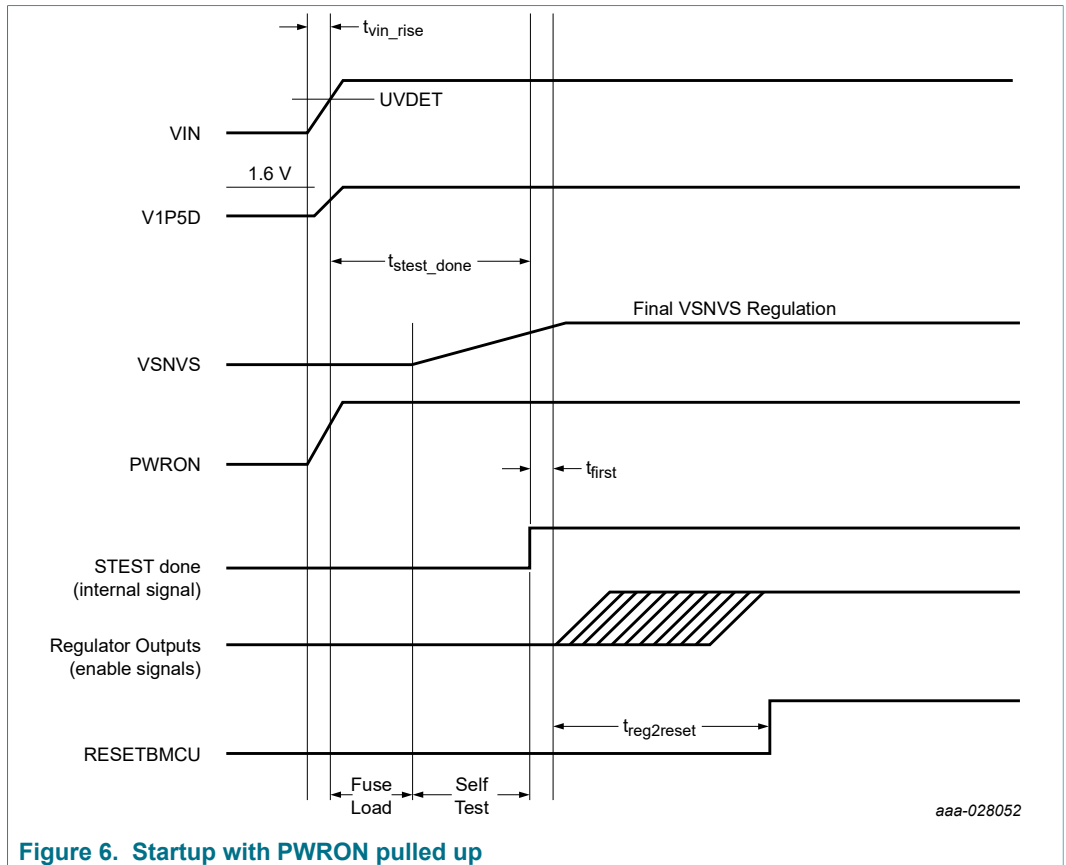 tvin_rise
UVDET
VIN
1.6 V
V1P5D
tstest_done
Final VSNVS Regulation
VSNVS
PWRON
tfirst
STEST done
(internal signal)
Regulator Outputs
(enable signals)
treg2reset
RESETBMCU
Fuse
Load
Self
Test
aaa-028052
Figure 6. Startup with PWRON pulled up